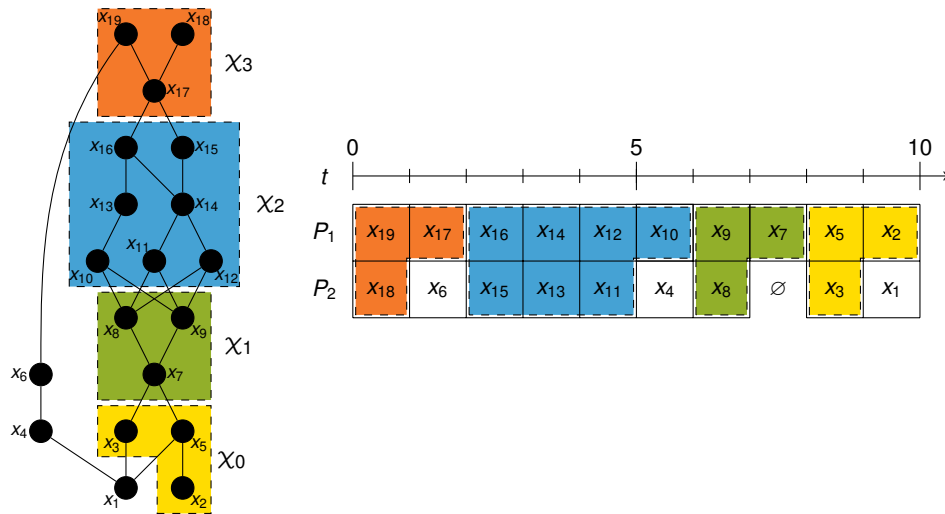 x19 x18
χ3
x17
x16 x15
x13 x14
χ2
x11
x10 x12
x8 x9
χ1
x6 x7
x4 x3 x5
χ0
x1 x2
0 5 10
t
P1 x19 x17 x16 x14 x12 x10 x9 x7 x5 x2
P2 x18 x6 x15 x13 x11 x4 x8 ∅ x3 x1